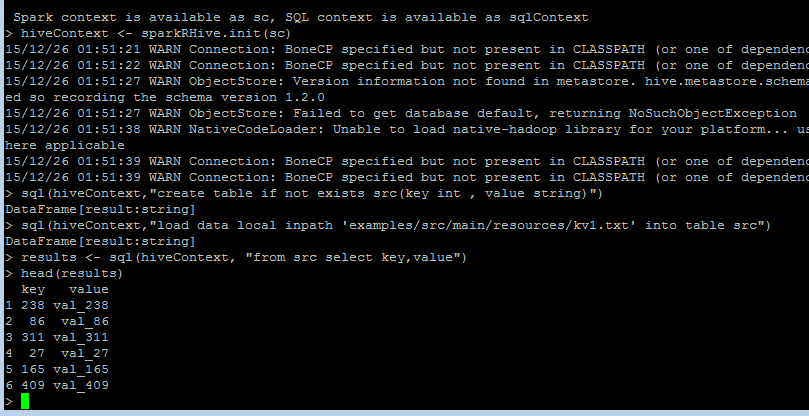 Spark context is available as sc, SQL context is available as sqlContext
> hiveContext <- sparkRHive.init(sc)
15/12/26 01:51:21 WARN Connection: BoneCP specified but not present in CLASSPATH (or one of dependenc
15/12/26 01:51:22 WARN Connection: BoneCP specified but not present in CLASSPATH (or one of dependenc
15/12/26 01:51:27 WARN ObjectStore: Version information not found in metastore. hive.metastore.schema
ed so recording the schema version 1.2.0
15/12/26 01:51:27 WARN ObjectStore: Failed to get database default, returning NoSuchObjectException
15/12/26 01:51:38 WARN NativeCodeLoader: Unable to load native-hadoop library for your platform... us
here applicable
15/12/26 01:51:39 WARN Connection: BoneCP specified but not present in CLASSPATH (or one of dependenc
15/12/26 01:51:39 WARN Connection: BoneCP specified but not present in CLASSPATH (or one of dependenc
> sql(hiveContext,"create table if not exists src(key int , value string)")
DataFrame[result:string]
> sql(hiveContext,"load data local inpath 'examples/src/main/resources/kv1.txt' into table src")
DataFrame[result:string]
> results <- sql(hiveContext, "from src select key,value")
> head(results)
  key   value
1 238 val_238
2  86  val_86
3 311 val_311
4  27  val_27
5 165 val_165
6 409 val_409
>